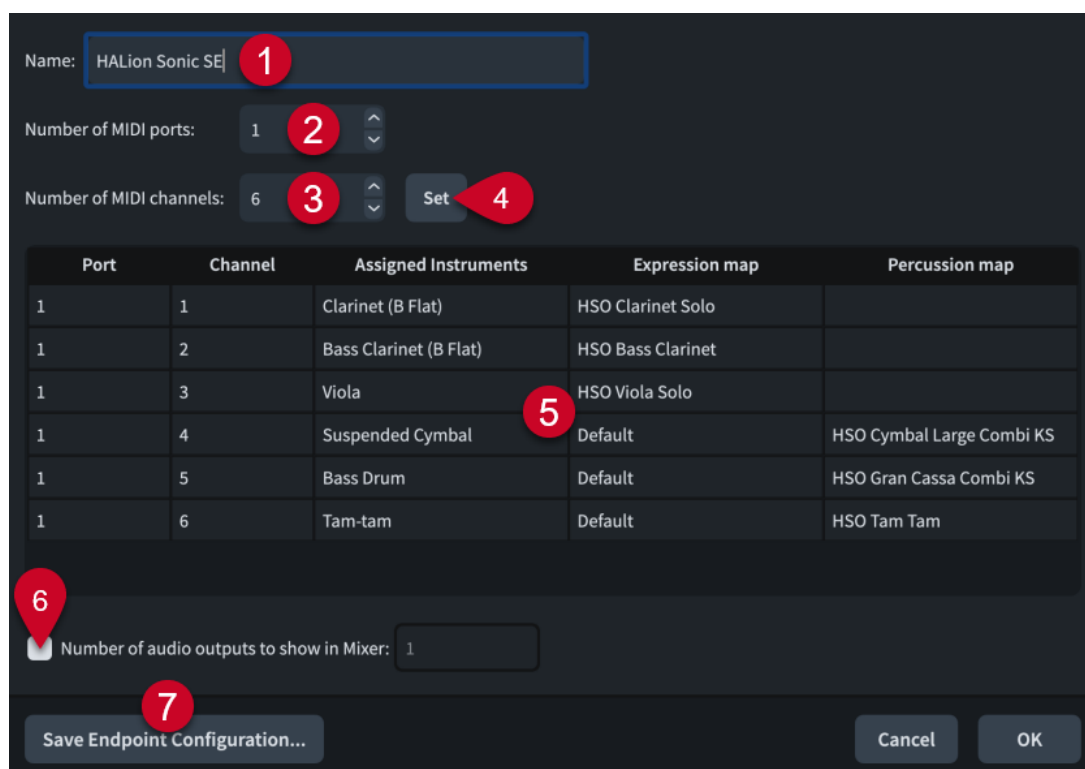 Name: HALion Sonic SE 1
Number of MIDI ports: 1 2
Number of MIDI channels: 6 3 Set 4
Port Channel Assigned Instruments Expression map Percussion map
1 1 Clarinet (B Flat) HSO Clarinet Solo
1 2 Bass Clarinet (B Flat) HSO Bass Clarinet
1 3 Viola HSO Viola Solo
5
1 4 Suspended Cymbal Default HSO Cymbal Large Combi KS
1 5 Bass Drum Default HSO Gran Cassa Combi KS
1 6 Tam-tam Default HSO Tam Tam
6
Number of audio outputs to show in Mixer: 1
7
Save Endpoint Configuration... Cancel OK